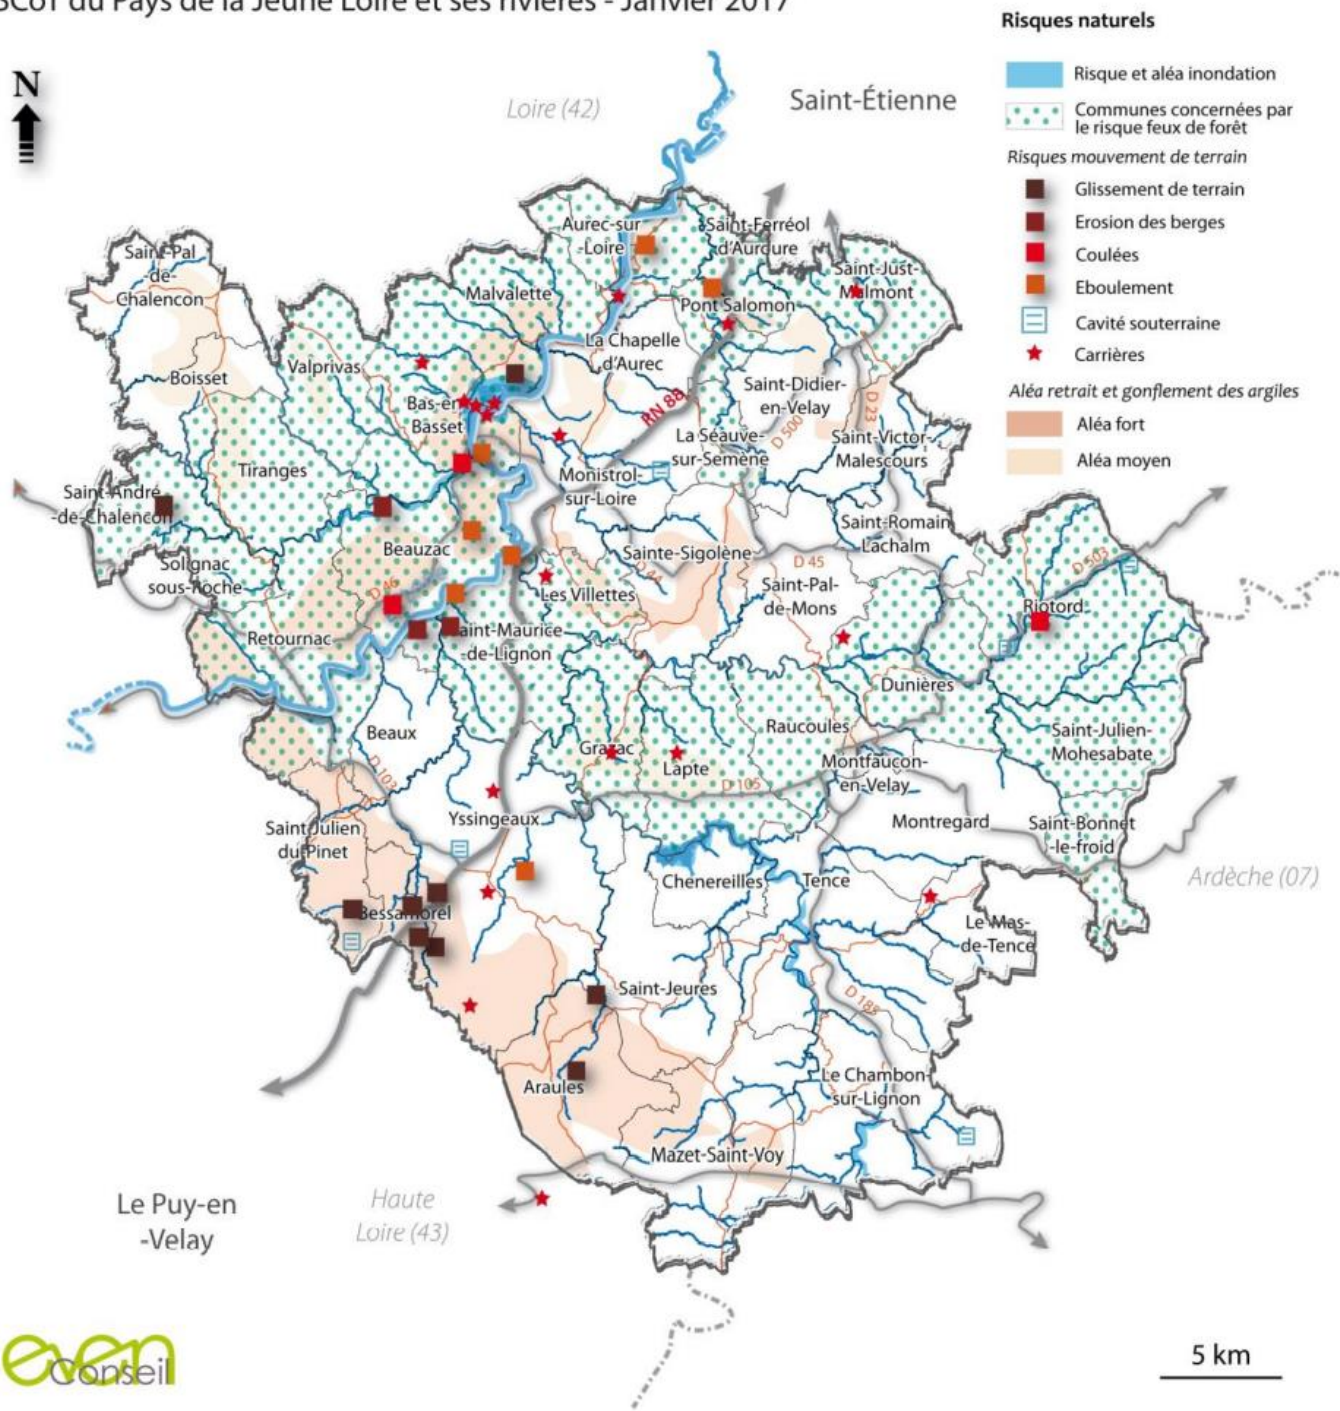 SCoT du Pays de la Jeune Loire et ses rivières - Janvier 2017
Risques naturels
Risque et aléa inondation
Communes concernées par
le risque feux de forêt
Risques mouvement de terrain
Glissement de terrain
Erosion des berges
Coulées
Eboulement
Cavité souterraine
Carrières
Aléa retrait et gonflement des argiles
Aléa fort
Aléa moyen
N
Loire (42)
Saint-Étienne
Aurec-sur
-Loire
Saint-Ferréol
d'Auroure
Saint-Pal
-de-
Chalencon
Saint-Just-
Malmont
Malvalette
Pont Salomon
La Chapelle
d'Aurec
Valprivas
Boisset
Saint-Didier-
en-Velay
Bas-en
Basset
RN 88
D 500
D 23
La Séauve-
sur-Semène
Saint-Victor-
Malescours
Tiranges
Monistrol-
sur-Loire
Saint-André
-de-Chalencon
Saint-Romain
Lachalm
Beauzac
Sainte-Sigolène
D 44
D 45
D 503
Solignac
sous-Roche
D 46
Les Villettes
Saint-Pal-
de-Mons
Riotord
Retournac
Saint-Maurice
-de-Lignon
Dunières
Beaux
Raucoules
Saint-Julien-
Mohesabate
Grazac
Lapte
Montfaucon-
en-Velay
D 103
D 105
Yssingeaux
Saint Julien
du-Pinet
Montregard
Saint-Bonnet
-le-froid
Chenereilles
Tence
Ardèche (07)
Bessamorel
Le Mas-
de-Tence
Saint-Jeures
D 185
Araules
Le Chambon-
sur-Lignon
Mazet-Saint-Voy
Le Puy-en
-Velay
Haute
Loire (43)
even
Conseil
5 km